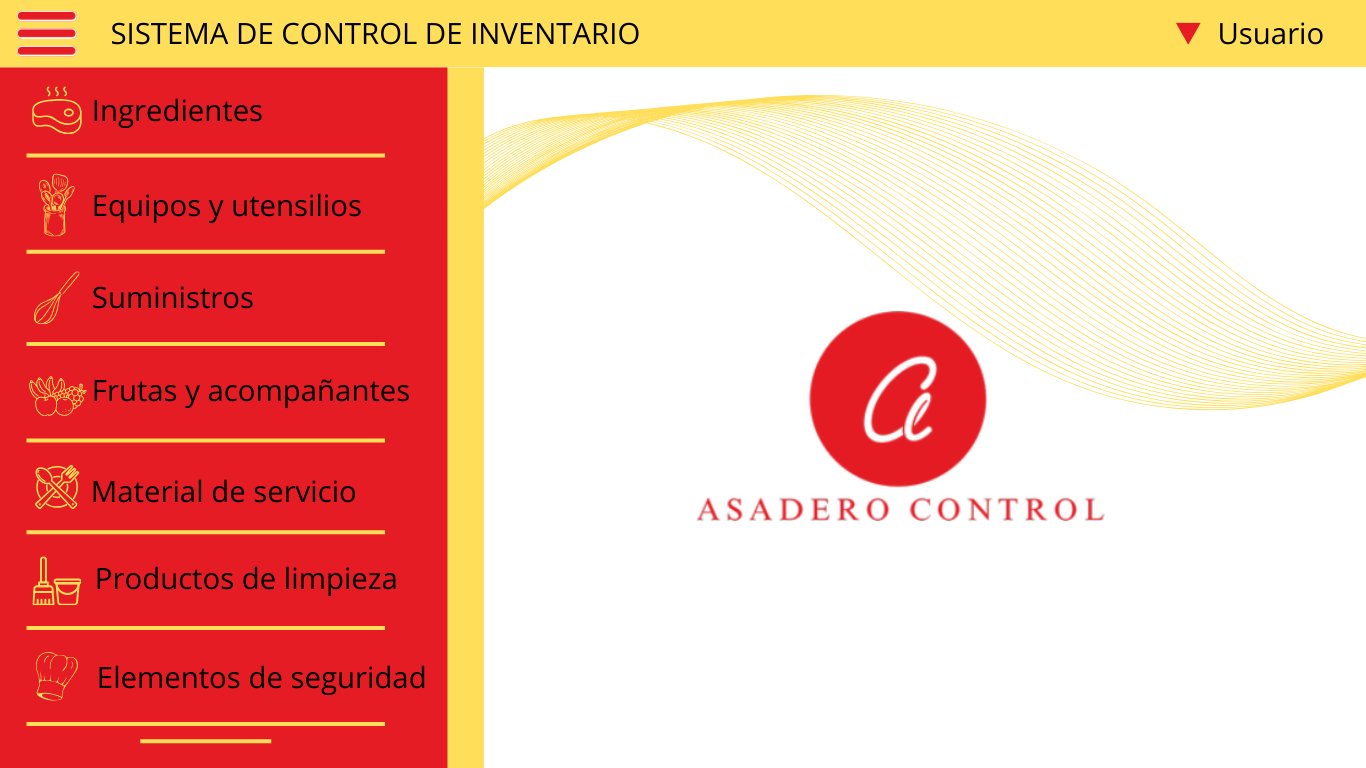 SISTEMA DE CONTROL DE INVENTARIO
Usuario
Ingredientes
Equipos y utensilios
Suministros
Frutas y acompañantes
Material de servicio
Productos de limpieza
Elementos de seguridad
ASADERO CONTROL